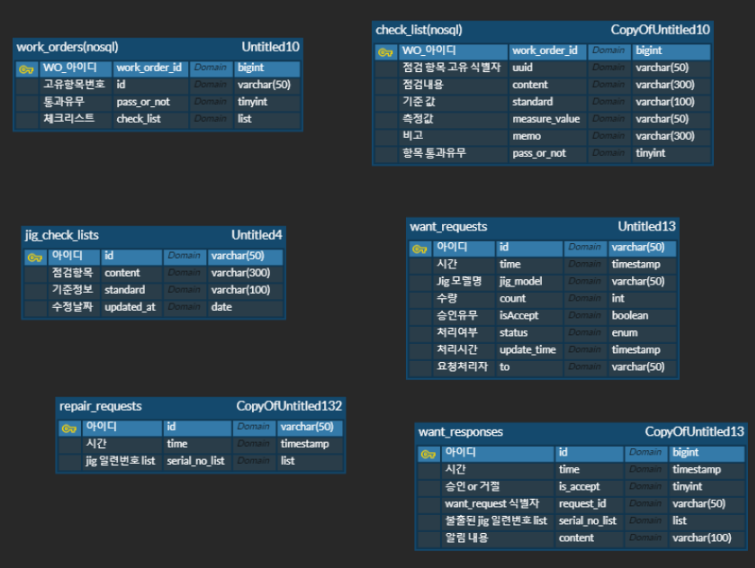 work_orders(nosql) Untitled10
WO_아이디 work_order_id Domain bigint
고유항목번호 id Domain varchar(50)
통과유무 pass_or_not Domain tinyint
체크리스트 check_list Domain list
check_list(nosql) CopyOfUntitled10
WO_아이디 work_order_id Domain bigint
점검 항목 고유 식별자 uuid Domain varchar(50)
점검내용 content Domain varchar(300)
기준 값 standard Domain varchar(100)
측정값 measure_value Domain varchar(50)
비고 memo Domain varchar(300)
항목 통과유무 pass_or_not Domain tinyint
jig_check_lists Untitled4
아이디 id Domain varchar(50)
점검항목 content Domain varchar(300)
기준정보 standard Domain varchar(100)
수정날짜 updated_at Domain date
want_requests Untitled13
아이디 id Domain varchar(50)
시간 time Domain timestamp
Jig 모델명 jig_model Domain varchar(50)
수량 count Domain int
승인유무 isAccept Domain boolean
처리여부 status Domain enum
처리시간 update_time Domain timestamp
요청처리자 to Domain varchar(50)
repair_requests CopyOfUntitled132
아이디 id Domain varchar(50)
시간 time Domain timestamp
jig 일련번호 list serial_no_list Domain list
want_responses CopyOfUntitled13
아이디 id Domain bigint
시간 time Domain timestamp
승인 or 거절 is_accept Domain tinyint
want_request 식별자 request_id Domain varchar(50)
불출된 jig 일련번호 list serial_no_list Domain list
알림 내용 content Domain varchar(100)